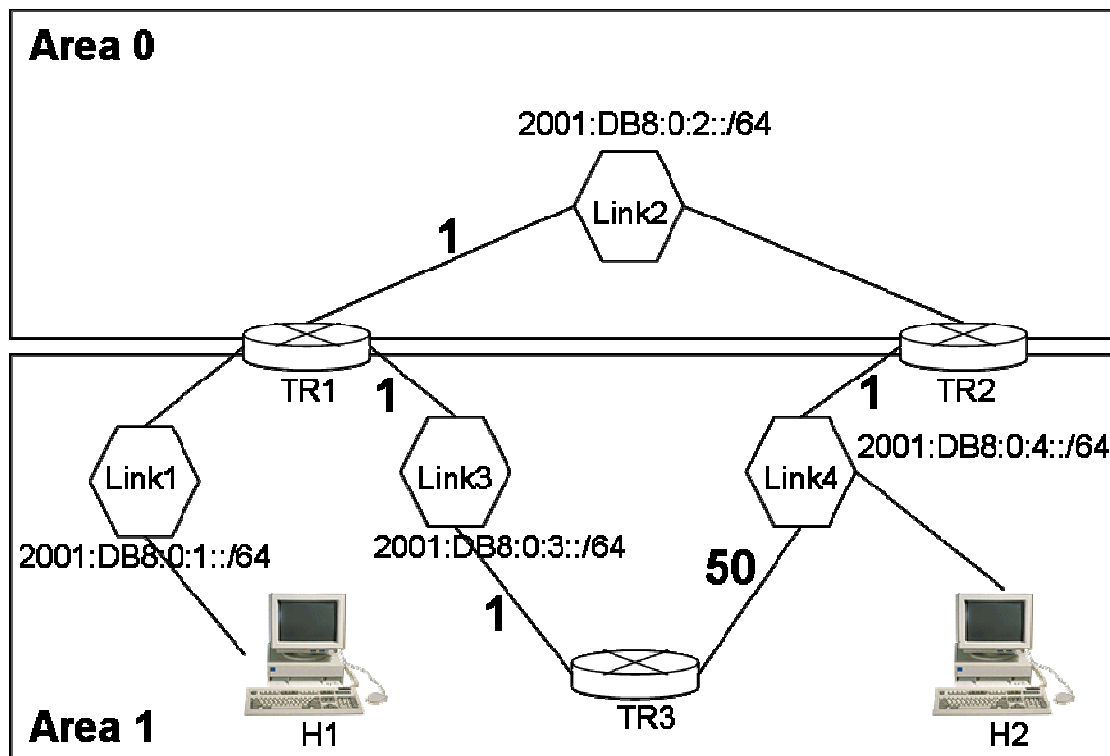 Area 0
2001:DB8:0:2::/64
Link2
1
TR1
TR2
1
1
Link1
Link3
Link4
2001:DB8:0:4::/64
2001:DB8:0:1::/64
2001:DB8:0:3::/64
50
1
Area 1
H1
TR3
H2